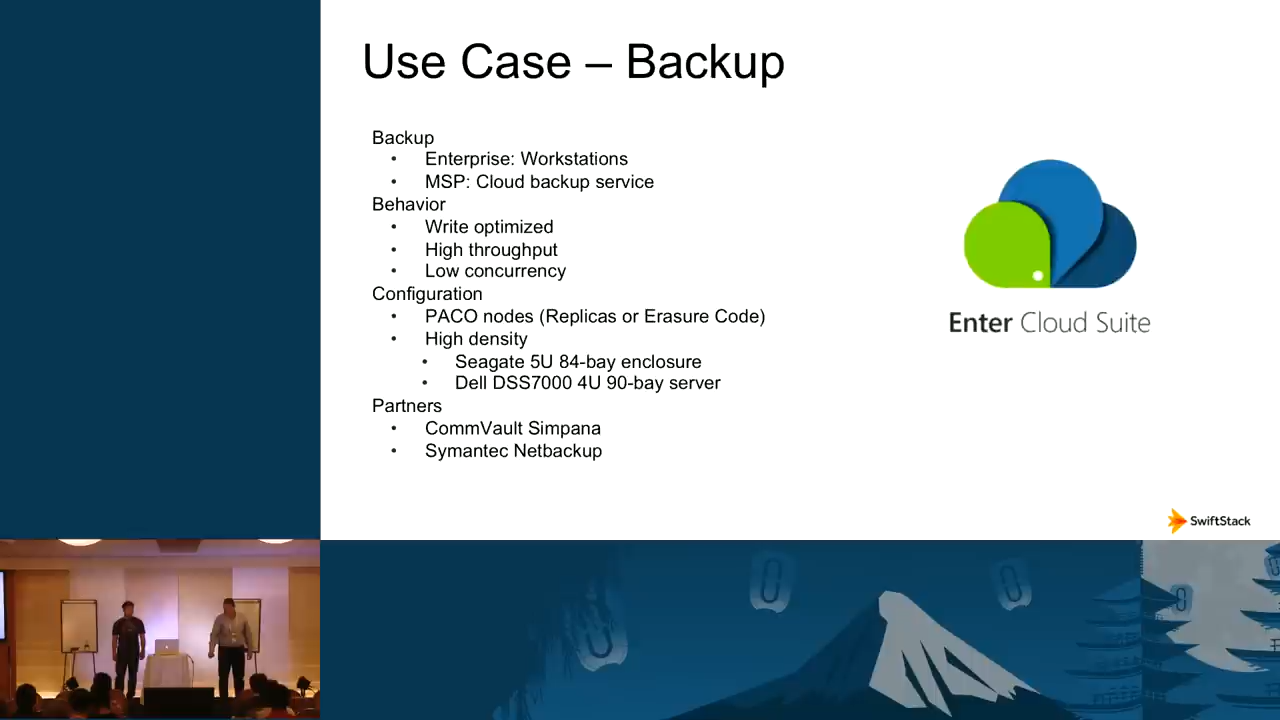 Use Case – Backup
Backup
• Enterprise: Workstations
• MSP: Cloud backup service
Behavior
• Write optimized
• High throughput
• Low concurrency
Configuration
• PACO nodes (Replicas or Erasure Code)
• High density
• Seagate 5U 84-bay enclosure
• Dell DSS7000 4U 90-bay server
Partners
• CommVault Simpana
• Symantec Netbackup
Enter Cloud Suite
SwiftStack